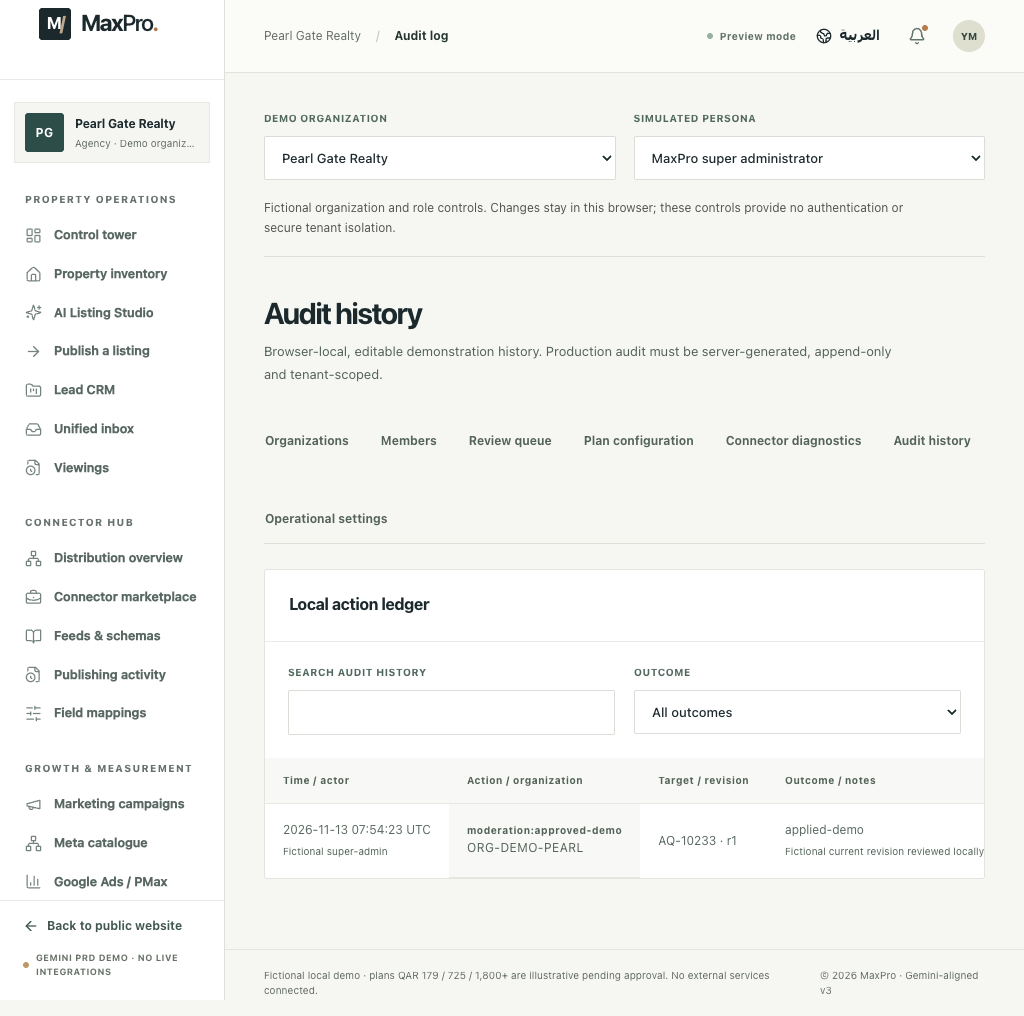 M/ MaxPro.
Pearl Gate Realty / Audit log
Preview mode
العربية
YM
PG
Pearl Gate Realty
Agency · Demo organiz...
PROPERTY OPERATIONS
Control tower
Property inventory
AI Listing Studio
Publish a listing
Lead CRM
Unified inbox
Viewings
CONNECTOR HUB
Distribution overview
Connector marketplace
Feeds & schemas
Publishing activity
Field mappings
GROWTH & MEASUREMENT
Marketing campaigns
Meta catalogue
Google Ads / PMax
Back to public website
GEMINI PRD DEMO · NO LIVE
INTEGRATIONS
DEMO ORGANIZATION
Pearl Gate Realty
SIMULATED PERSONA
MaxPro super administrator
Fictional organization and role controls. Changes stay in this browser; these controls provide no authentication or
secure tenant isolation.
Audit history
Browser-local, editable demonstration history. Production audit must be server-generated, append-only
and tenant-scoped.
Organizations Members Review queue Plan configuration Connector diagnostics Audit history
Operational settings
Local action ledger
SEARCH AUDIT HISTORY
OUTCOME
All outcomes
Time / actor Action / organization Target / revision Outcome / notes
2026-11-13 07:54:23 UTC
Fictional super-admin
moderation:approved-demo
ORG-DEMO-PEARL
AQ-10233 · r1
applied-demo
Fictional current revision reviewed locally
Fictional local demo · plans QAR 179 / 725 / 1,800+ are illustrative pending approval. No external services
connected.
© 2026 MaxPro · Gemini-aligned
v3